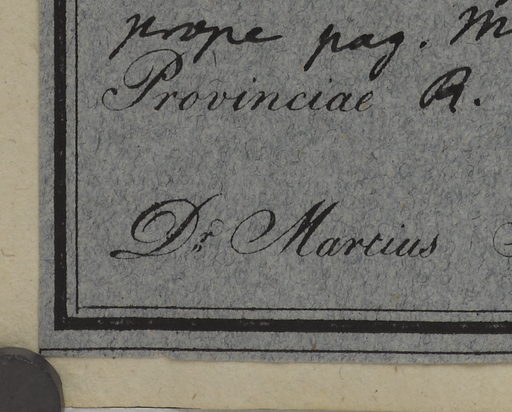 prope pag. M
Provinciae R.
Dr Martius